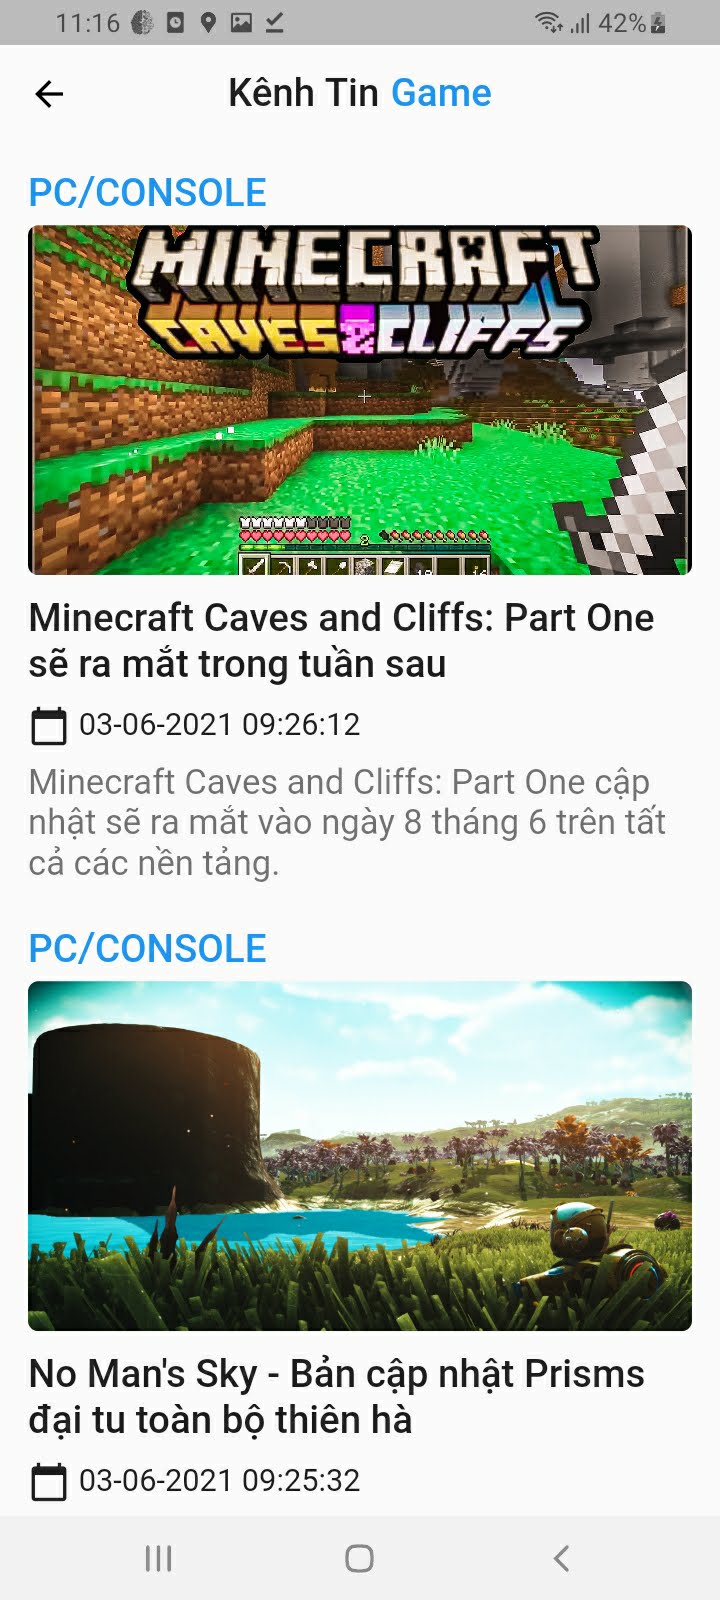 11:16
42%
Kênh Tin Game
PC/CONSOLE
MINECRAFT
CAVES & CLIFFS
2
Minecraft Caves and Cliffs: Part One
sẽ ra mắt trong tuần sau
03-06-2021 09:26:12
Minecraft Caves and Cliffs: Part One cập
nhật sẽ ra mắt vào ngày 8 tháng 6 trên tất
cả các nền tảng.
PC/CONSOLE
No Man's Sky - Bản cập nhật Prisms
đại tu toàn bộ thiên hà
03-06-2021 09:25:32